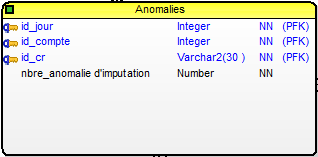 Anomalies
id_jour Integer NN (PFK)
id_compte Integer NN (PFK)
id_cr Varchar2(30 ) NN (PFK)
nbre_anomalie d'imputation Number NN